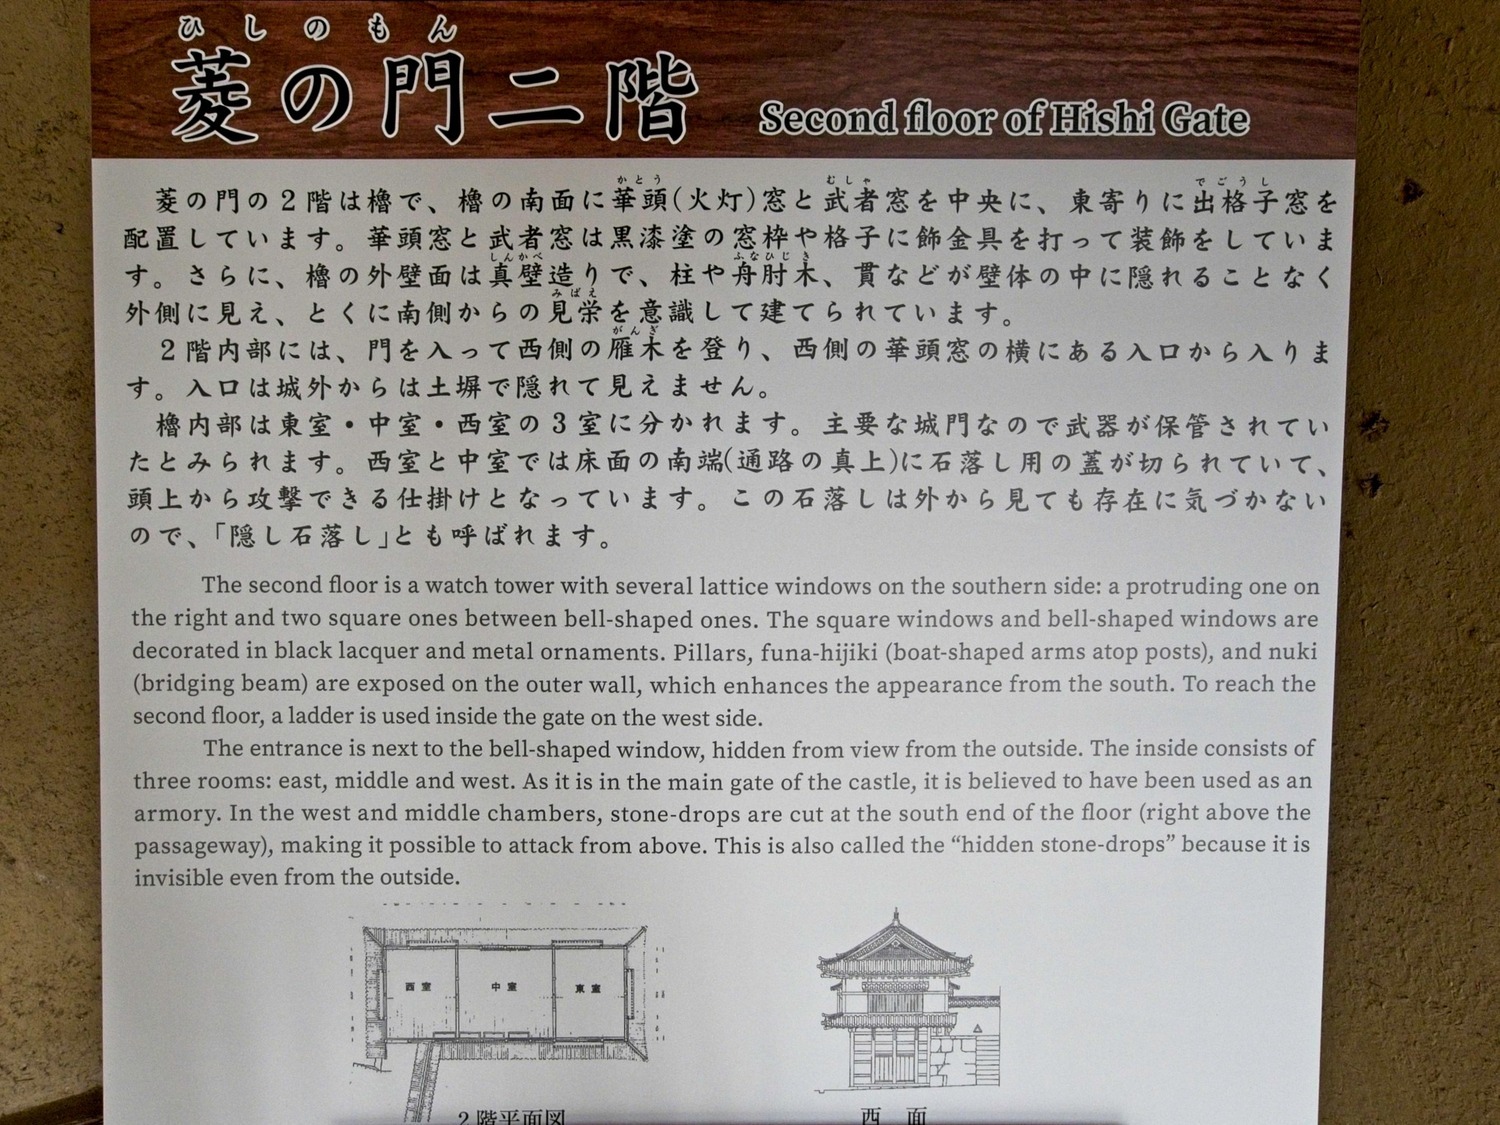 ひしのもん
菱の門二階 Second floor of Hishi Gate
かとう むしゃ でごうし
菱の門の2階は櫓で、櫓の南面に華頭(火灯)窓と武者窓を中央に、東寄りに出格子窓を
配置しています。華頭窓と武者窓は黒漆塗の窓枠や格子に飾金具を打って装飾をしていま
しんかべ ふなひじき
す。さらに、櫓の外壁面は真壁造りで、柱や舟肘木、貫などが壁体の中に隠れることなく
みばえ
外側に見え、とくに南側からの見栄を意識して建てられています。
がんぎ
2階内部には、門を入って西側の雁木を登り、西側の華頭窓の横にある入口から入りま
す。入口は城外からは土塀で隠れて見えません。
櫓内部は東室・中室・西室の3室に分かれます。主要な城門なので武器が保管されてい
たとみられます。西室と中室では床面の南端(通路の真上)に石落し用の蓋が切られていて、
頭上から攻撃できる仕掛けとなっています。この石落しは外から見ても存在に気づかない
ので、「隠し石落し」とも呼ばれます。
The second floor is a watch tower with several lattice windows on the southern side: a protruding one on
the right and two square ones between bell-shaped ones. The square windows and bell-shaped windows are
decorated in black lacquer and metal ornaments. Pillars, funa-hijiki (boat-shaped arms atop posts), and nuki
(bridging beam) are exposed on the outer wall, which enhances the appearance from the south. To reach the
second floor, a ladder is used inside the gate on the west side.
The entrance is next to the bell-shaped window, hidden from view from the outside. The inside consists of
three rooms: east, middle and west. As it is in the main gate of the castle, it is believed to have been used as an
armory. In the west and middle chambers, stone-drops are cut at the south end of the floor (right above the
passageway), making it possible to attack from above. This is also called the “hidden stone-drops” because it is
invisible even from the outside.
西室 中室 東室
2階平面図 西面